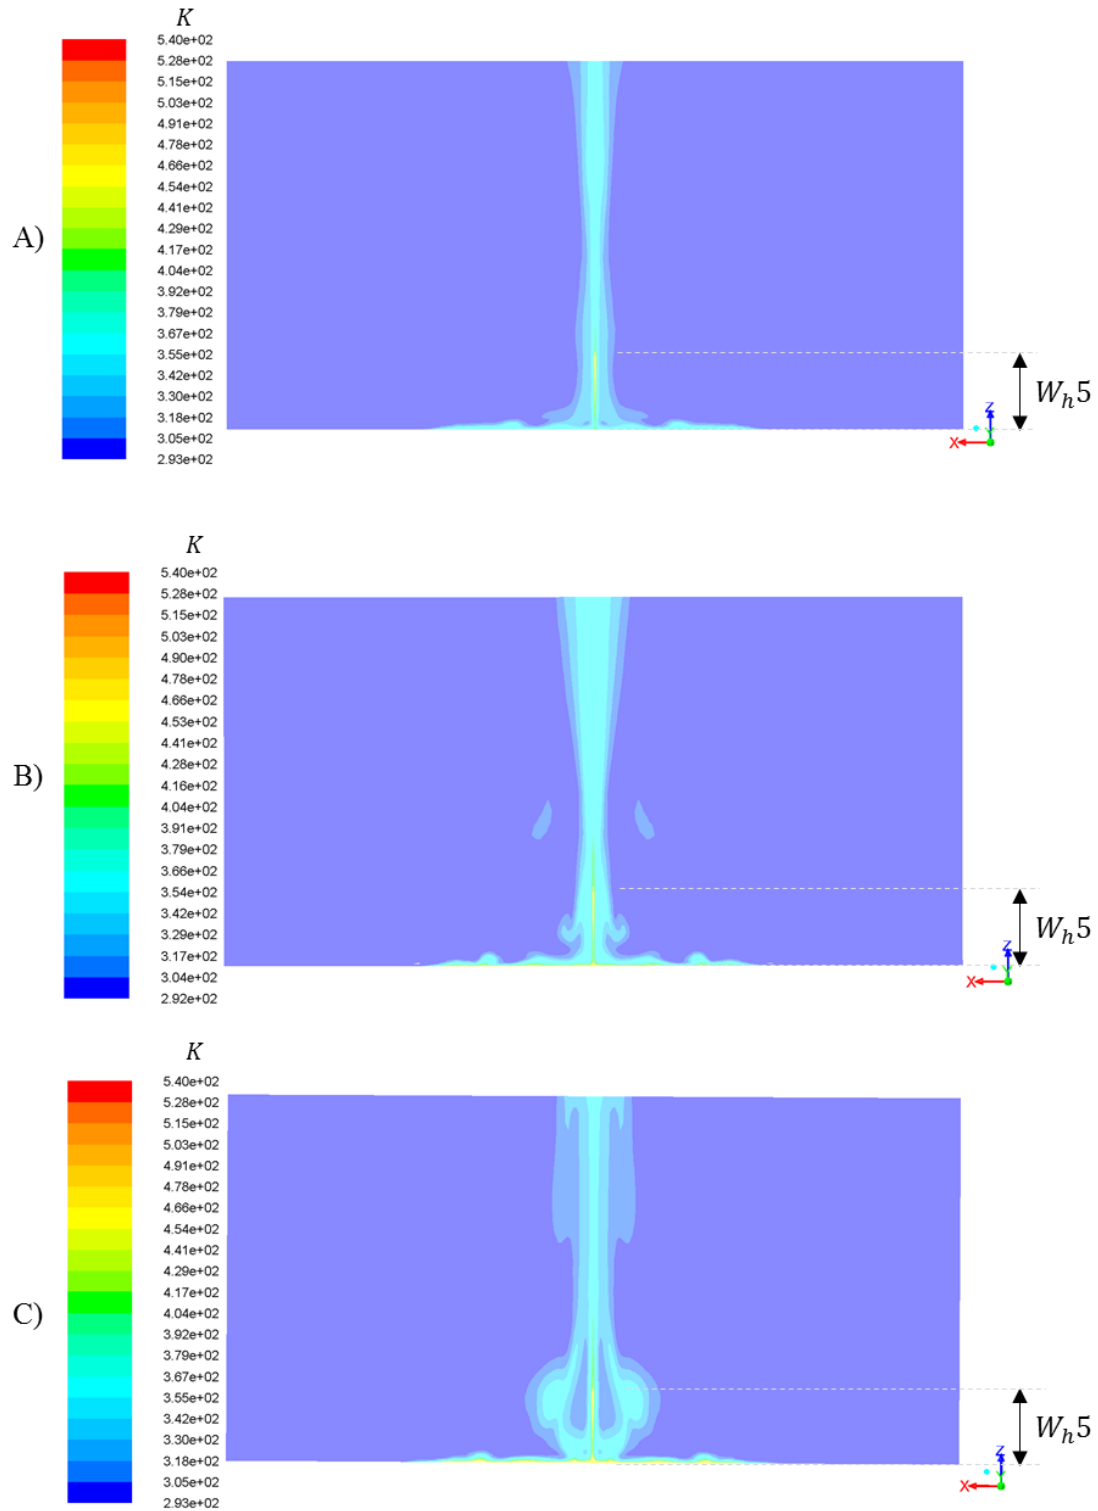 K
5.40e+02
5.28e+02
5.15e+02
5.03e+02
4.91e+02
4.78e+02
4.66e+02
4.54e+02
4.41e+02
4.29e+02
4.17e+02
4.04e+02
3.92e+02
3.79e+02
3.67e+02
3.55e+02
3.42e+02
3.30e+02
3.18e+02
3.05e+02
2.93e+02
A)
Wh5
Z
Y
X
K
5.40e+02
5.28e+02
5.15e+02
5.03e+02
4.90e+02
4.78e+02
4.66e+02
4.53e+02
4.41e+02
4.28e+02
4.16e+02
4.04e+02
3.91e+02
3.79e+02
3.66e+02
3.54e+02
3.42e+02
3.29e+02
3.17e+02
3.04e+02
2.92e+02
B)
Wh5
Z
Y
X
K
5.40e+02
5.28e+02
5.15e+02
5.03e+02
4.91e+02
4.78e+02
4.66e+02
4.54e+02
4.41e+02
4.29e+02
4.17e+02
4.04e+02
3.92e+02
3.79e+02
3.67e+02
3.55e+02
3.42e+02
3.30e+02
3.18e+02
3.05e+02
2.93e+02
C)
Wh5
Z
Y
X